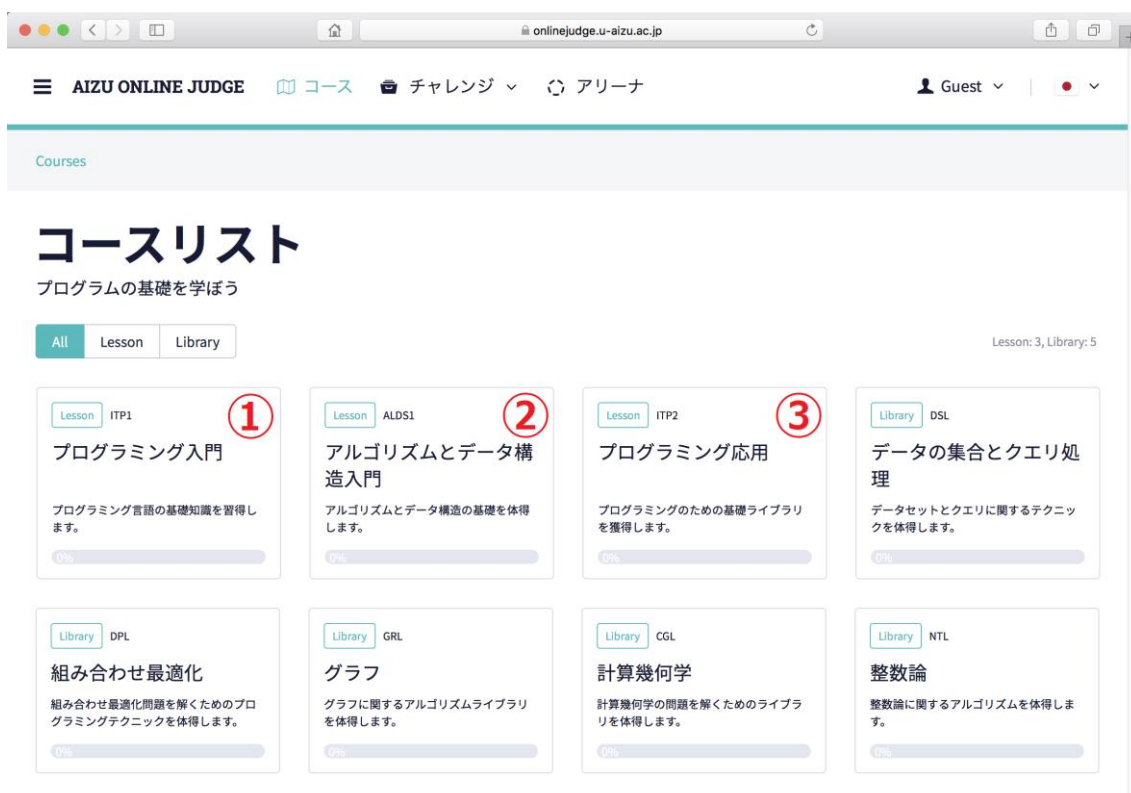 onlinejudge.u-aizu.ac.jp
AIZU ONLINE JUDGE コース チャレンジ アリーナ Guest
Courses
コースリスト
プログラムの基礎を学ぼう
All Lesson Library
Lesson: 3, Library: 5
Lesson ITP1 ①
プログラミング入門
プログラミング言語の基礎知識を習得し
ます。
0%
Lesson ALDS1 ②
アルゴリズムとデータ構
造入門
アルゴリズムとデータ構造の基礎を体得
します。
0%
Lesson ITP2 ③
プログラミング応用
プログラミングのための基礎ライブラリ
を獲得します。
0%
Library DSL
データの集合とクエリ処
理
データセットとクエリに関するテクニッ
クを体得します。
0%
Library DPL
組み合わせ最適化
組み合わせ最適化問題を解くためのプロ
グラミングテクニックを体得します。
0%
Library GRL
グラフ
グラフに関するアルゴリズムライブラリ
を体得します。
0%
Library CGL
計算幾何学
計算幾何学の問題を解くためのライブラ
リを体得します。
0%
Library NTL
整数論
整数論に関するアルゴリズムを体得しま
す。
0%